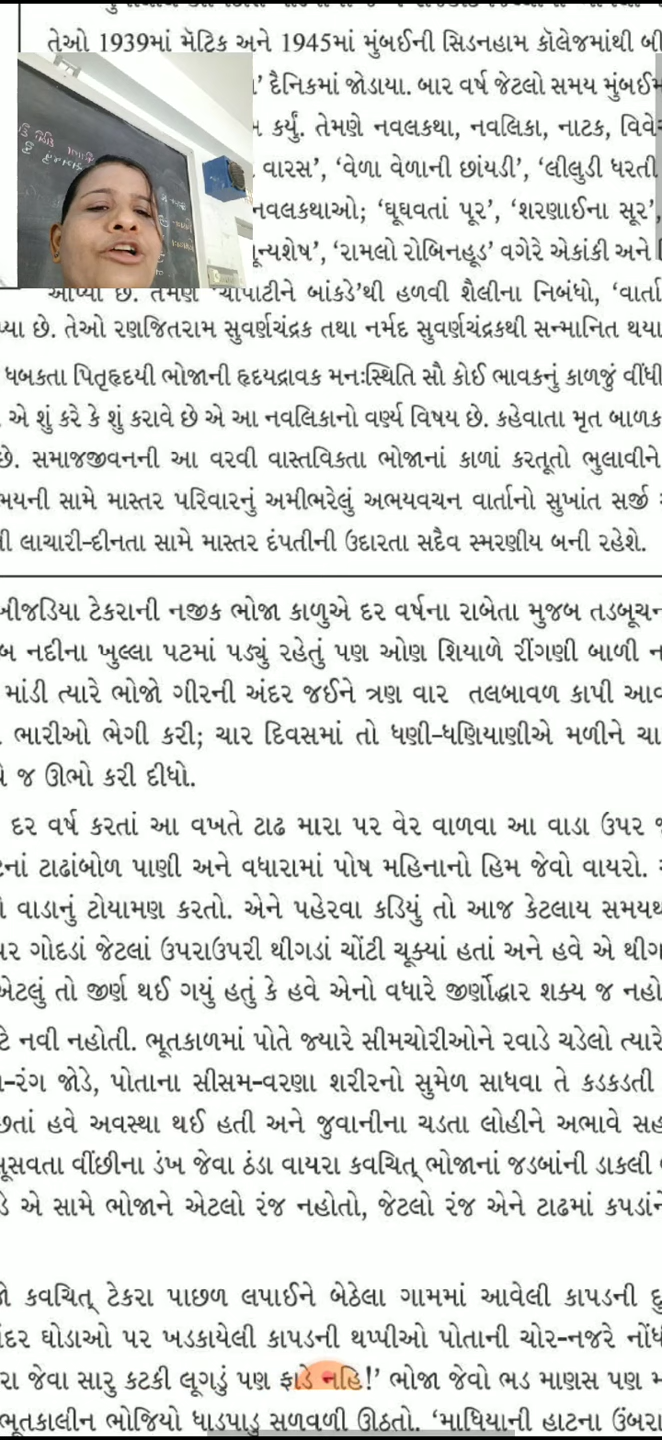 તેઓ 1939માં મૅટ્રિક અને 1945માં મુંબઈની સિડનહામ કૉલેજમાંથી બી
દૈનિકમાં જોડાયા. બાર વર્ષ જેટલો સમય મુંબઈમ
કર્યું. તેમણે નવલકથા, નવલિકા, નાટક, વિવે
વારસ’, ‘વેળા વેળાની છાંયડી’, ‘લીલુડી ધરતી
નવલકથાઓ; ‘ઘૂઘવતાં પૂર’, ‘શરણાઈના સૂર’,
ન્યશેષ’, ‘રામલો રોબિનહૂડ’ વગેરે એકાંકી અને
આપ્યા છે. તેમણે ‘ચોપાટીને બાંકડે’થી હળવી શૈલીના નિબંધો, ‘વાર્તા
પ્યા છે. તેઓ રણજિતરામ સુવર્ણચંદ્રક તથા નર્મદ સુવર્ણચંદ્રકથી સન્માનિત થયા
ધબકતા પિતૃહૃદયી ભોજાની હૃદયદ્રાવક મનઃસ્થિતિ સૌ કોઈ ભાવકનું કાળજું વીંધી
એ શું કરે કે શું કરાવે છે એ આ નવલિકાનો વર્ણ્ય વિષય છે. કહેવાતા મૃત બાળક
છે. સમાજજીવનની આ વરવી વાસ્તવિકતા ભોજાનાં કાળાં કરતૂતો ભુલાવીને
મયની સામે માસ્તર પરિવારનું અમીભરેલું અભયવચન વાર્તાનો સુખાંત સર્જી
ની લાચારી-દીનતા સામે માસ્તર દંપતીની ઉદારતા સદૈવ સ્મરણીય બની રહેશે.
ખીજડિયા ટેકરાની નજીક ભોજા કાળુએ દર વર્ષના રાબેતા મુજબ તડબૂચન
બ નદીના ખુલ્લા પટમાં પડ્યું રહેતું પણ ઓણ શિયાળે રીંગણી બાળી ન
માંડી ત્યારે ભોજો ગીરની અંદર જઈને ત્રણ વાર તલબાવળ કાપી આવ
ભારીઓ ભેગી કરી; ચાર દિવસમાં તો ધણી-ધણિયાણીએ મળીને ચા
જ ઊભો કરી દીધો.
દર વર્ષ કરતાં આ વખતે ટાઢ મારા પર વેર વાળવા આ વાડા ઉપર
ટનાં ટાઢાંબોળ પાણી અને વધારામાં પોષ મહિનાનો હિમ જેવો વાયરો.
વાડાનું ટોયામણ કરતો. એને પહેરવા કડિયું તો આજ કેટલાય સમયથ
પર ગોદડાં જેટલાં ઉપરાઉપરી થીગડાં ચોંટી ચૂક્યાં હતાં અને હવે એ થીગ
એટલું તો જીર્ણ થઈ ગયું હતું કે હવે એનો વધારે જીર્ણોદ્ધાર શક્ય જ નહો
ટે નવી નહોતી. ભૂતકાળમાં પોતે જ્યારે સીમચોરીઓને રવાડે ચડેલો ત્યારે
-રંગ જોડે, પોતાના સીસમ-વરણા શરીરનો સુમેળ સાધવા તે કડકડતી
છતાં હવે અવસ્થા થઈ હતી અને જુવાનીના ચડતા લોહીને અભાવે સહ
સૂસવતા વીંછીના ડંખ જેવા ઠંડા વાયરા કવચિત્ ભોજાનાં જડબાંની ડાકલી
ડે એ સામે ભોજાને એટલો રંજ નહોતો, જેટલો રંજ એને ટાઢમાં કપડાંને
જો કવચિત્ ટેકરા પાછળ લપાઈને બેઠેલા ગામમાં આવેલી કાપડની દુ
અંદર ઘોડાઓ પર ખડકાયેલી કાપડની થપ્પીઓ પોતાની ચોર-નજરે નોંધ
રા જેવા સારુ કટકી લૂગડું પણ ફાડે નહિ!’ ભોજા જેવો ભડ માણસ પણ મ
ભૂતકાલીન ભોજિયો ધાડપાડુ સળવળી ઊઠતો. ‘માધિયાની હાટના ઉંબરા